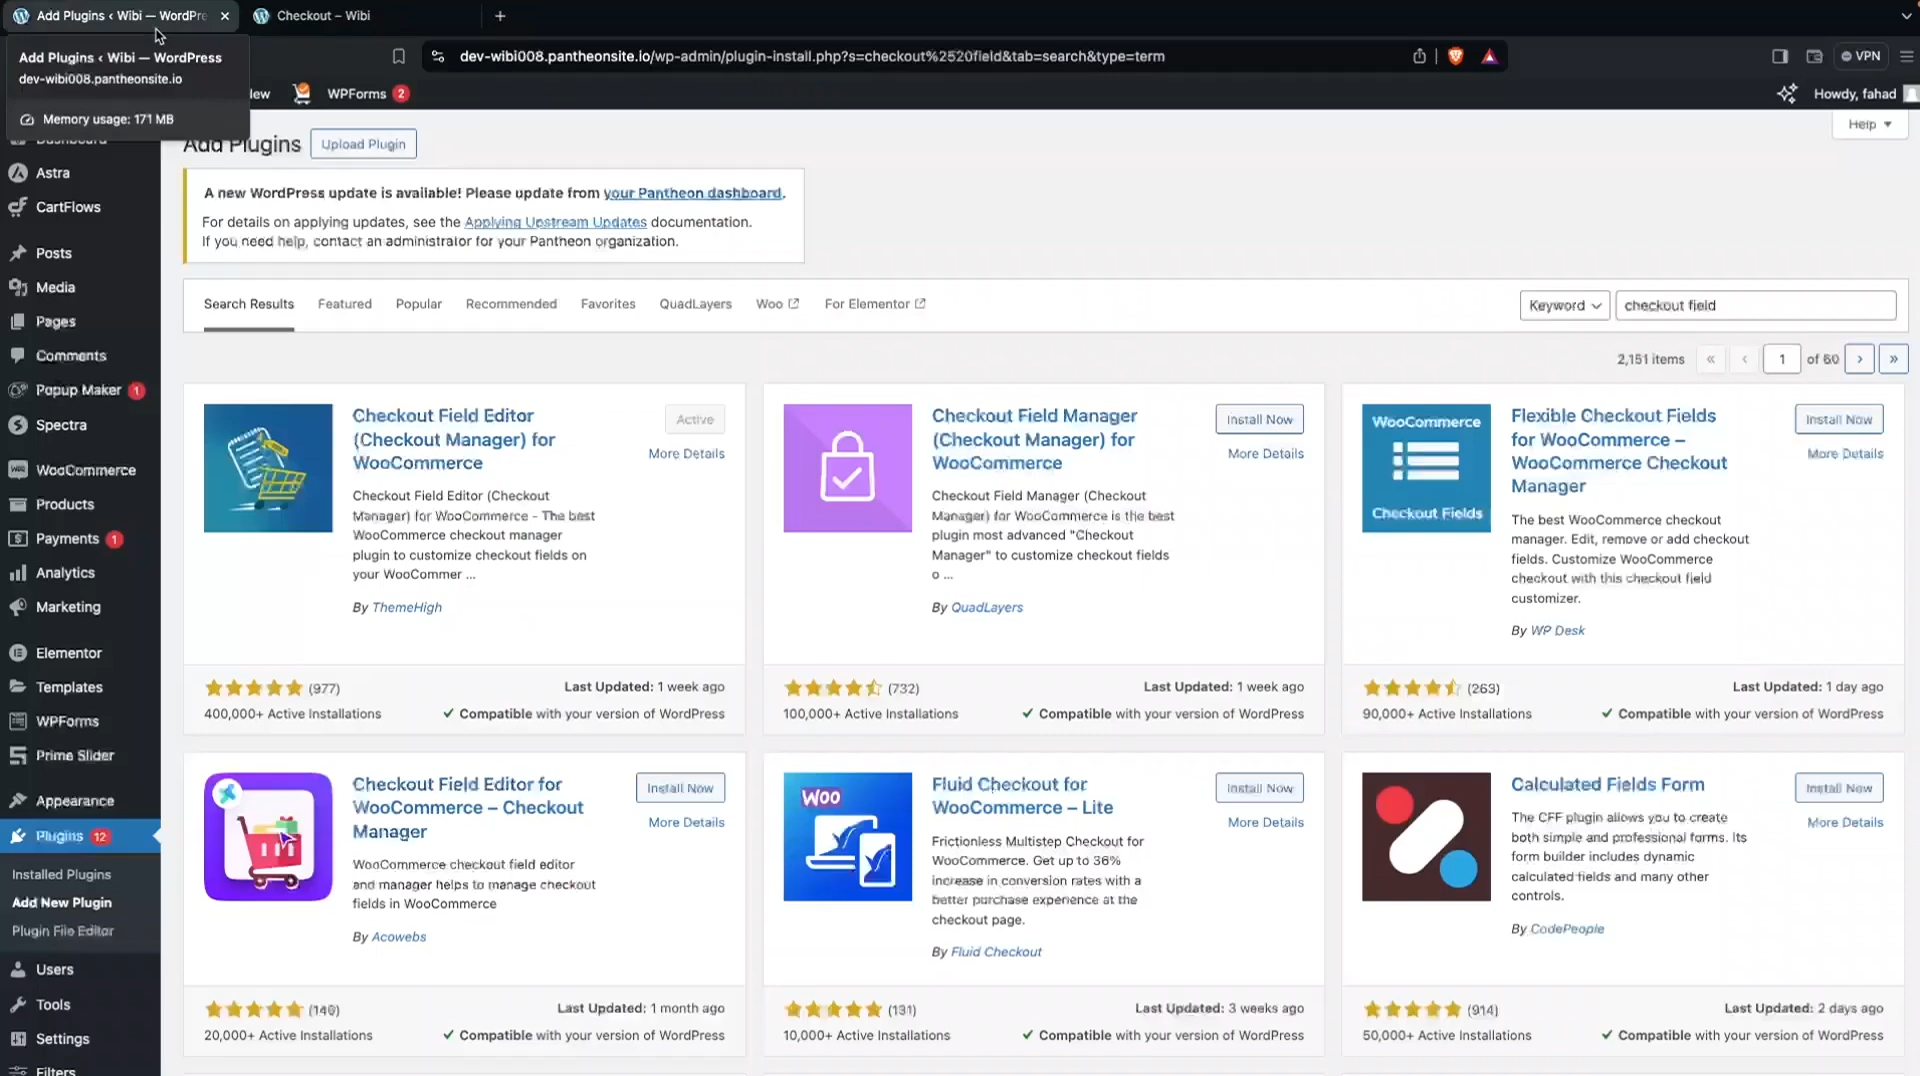 Add Plugins ‹ Wibi — WordPre
Checkout – Wibi
Add Plugins ‹ Wibi — WordPress
dev-wibi008.pantheonsite.io
Memory usage: 171 MB
dev-wibi008.pantheonsite.io/wp-admin/plugin-install.php?s=checkout%2520field&tab=search&type=term
VPN
lew
WPForms 2
Howdy, fahad
Help
Dashboard
Astra
CartFlows
Posts
Media
Pages
Comments
Popup Maker 1
Spectra
WooCommerce
Products
Payments 1
Analytics
Marketing
Elementor
Templates
WPForms
Prime Slider
Appearance
Plugins 12
Installed Plugins
Add New Plugin
Plugin File Editor
Users
Tools
Settings
Filters
Add Plugins
Upload Plugin
A new WordPress update is available! Please update from your Pantheon dashboard.
For details on applying updates, see the Applying Upstream Updates documentation.
If you need help, contact an administrator for your Pantheon organization.
Search Results
Featured
Popular
Recommended
Favorites
QuadLayers
Woo
For Elementor
Keyword
checkout field
2,151 items « ‹ 1 of 60 › »
Checkout Field Editor
(Checkout Manager) for
WooCommerce
Active
More Details
Checkout Field Editor (Checkout
Manager) for WooCommerce – The best
WooCommerce checkout manager
plugin to customize checkout fields on
your WooCommer ...
By ThemeHigh
(977)
Last Updated: 1 week ago
400,000+ Active Installations
✓ Compatible with your version of WordPress
Checkout Field Manager
(Checkout Manager) for
WooCommerce
Install Now
More Details
Checkout Field Manager (Checkout
Manager) for WooCommerce is the best
plugin most advanced "Checkout
Manager" to customize checkout fields
o ...
By QuadLayers
(732)
Last Updated: 1 week ago
100,000+ Active Installations
✓ Compatible with your version of WordPress
WooCommerce
Checkout Fields
Flexible Checkout Fields
for WooCommerce –
WooCommerce Checkout
Manager
Install Now
More Details
The best WooCommerce checkout
manager. Edit, remove or add checkout
fields. Customize WooCommerce
checkout with this checkout field
customizer.
By WP Desk
(263)
Last Updated: 1 day ago
90,000+ Active Installations
✓ Compatible with your version of WordPress
Checkout Field Editor for
WooCommerce – Checkout
Manager
Install Now
More Details
WooCommerce checkout field editor
and manager helps to manage checkout
fields in WooCommerce
By Acowebs
(140)
Last Updated: 1 month ago
20,000+ Active Installations
✓ Compatible with your version of WordPress
WOO
Fluid Checkout for
WooCommerce – Lite
Install Now
More Details
Frictionless Multistep Checkout for
WooCommerce. Get up to 36%
increase in conversion rates with a
better purchase experience at the
checkout page.
By Fluid Checkout
(131)
Last Updated: 3 weeks ago
10,000+ Active Installations
✓ Compatible with your version of WordPress
Calculated Fields Form
Install Now
More Details
The CFF plugin allows you to create
both simple and professional forms. Its
form builder includes dynamic
calculated fields and many other
controls.
By CodePeople
(914)
Last Updated: 2 days ago
50,000+ Active Installations
✓ Compatible with your version of WordPress